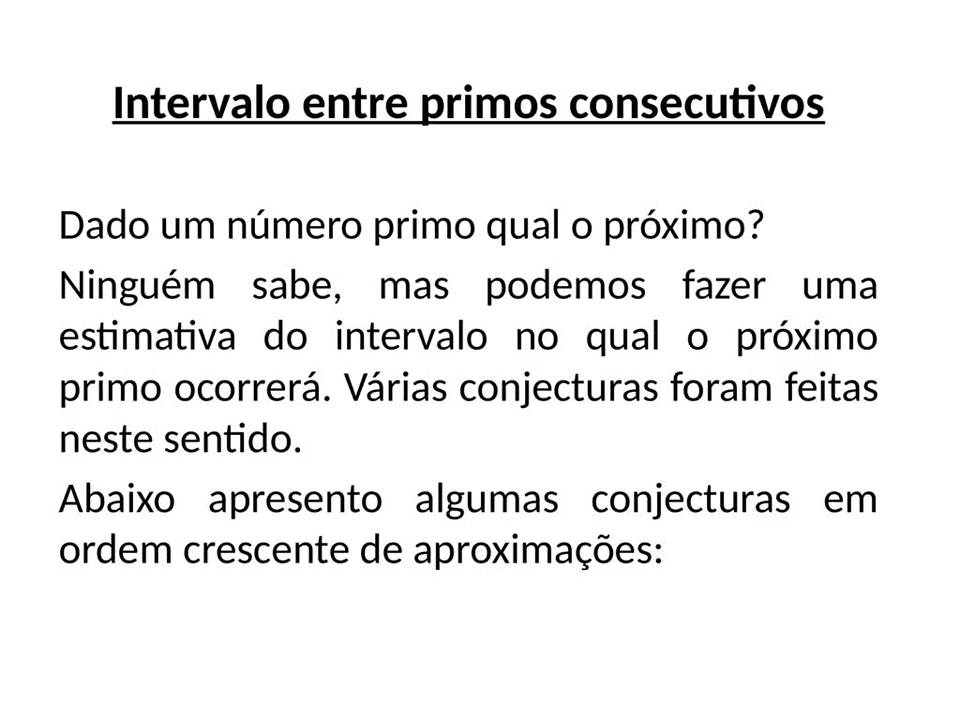 Intervalo entre primos consecutivos
Dado um número primo qual o próximo?
Ninguém sabe, mas podemos fazer uma
estimativa do intervalo no qual o próximo
primo ocorrerá. Várias conjecturas foram feitas
neste sentido.
Abaixo apresento algumas conjecturas em
ordem crescente de aproximações: